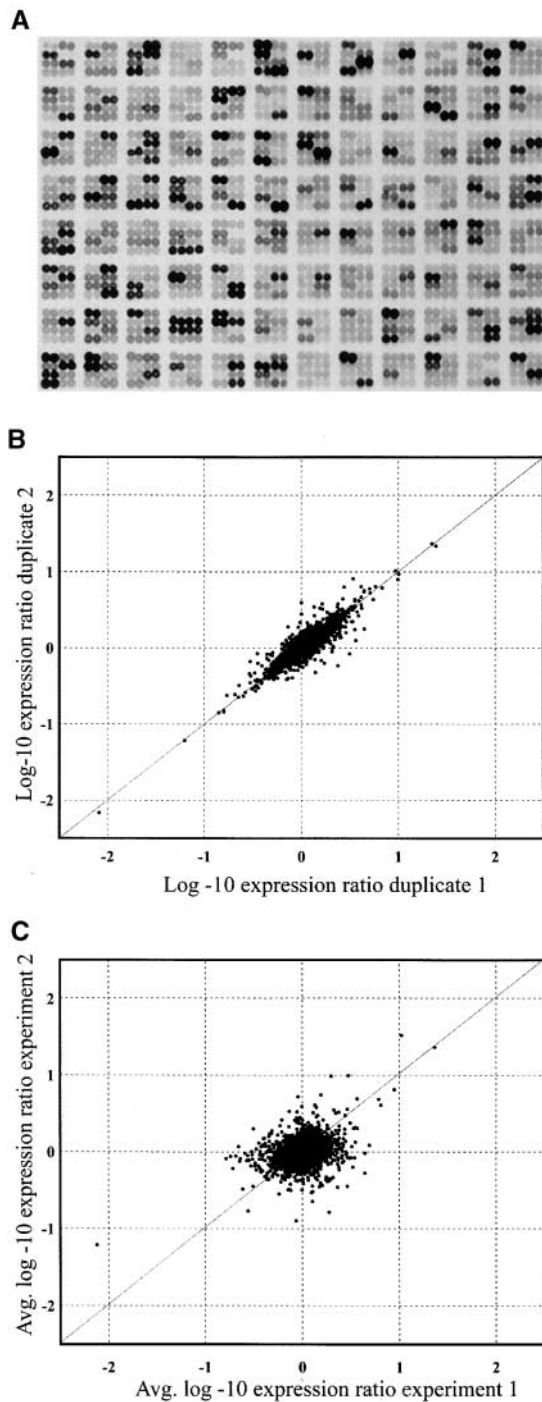 A
B
Log-10 expression ratio duplicate 2
2
1
0
-1
-2
-2 -1 0 1 2
Log -10 expression ratio duplicate 1
C
Avg. log -10 expression ratio experiment 2
2
1
0
-1
-2
-2 -1 0 1 2
Avg. log -10 expression ratio experiment 1